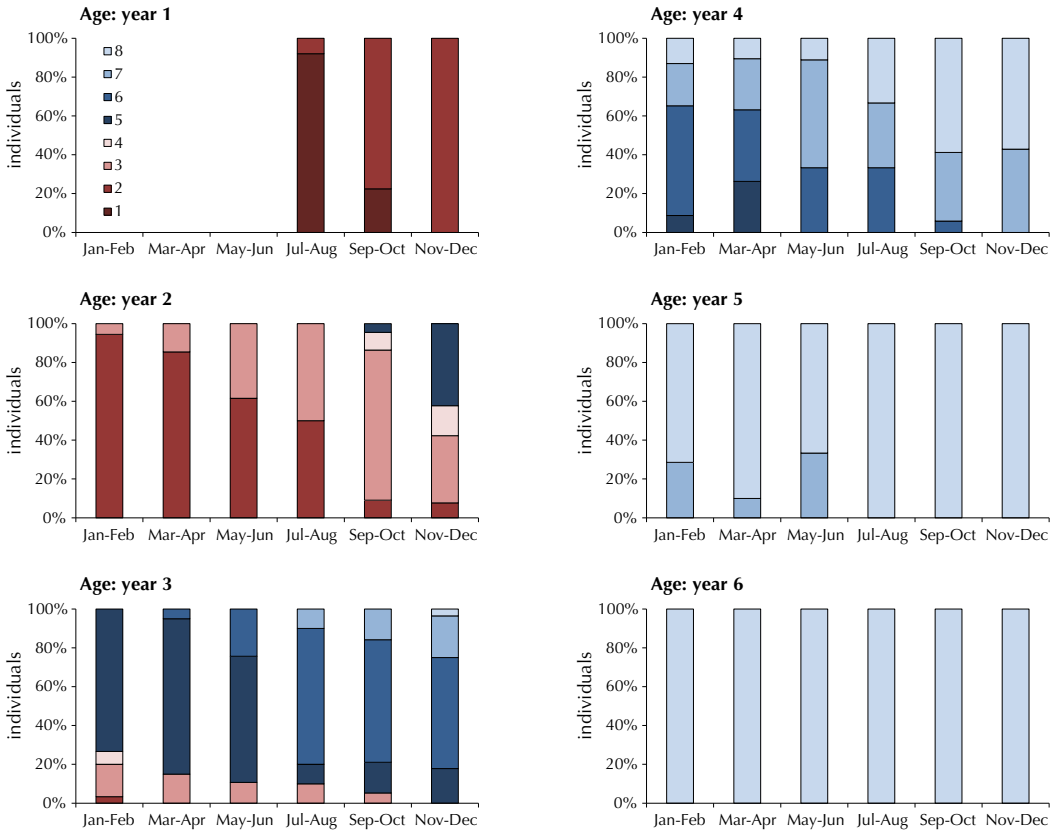 Age: year 1
100%
80%
60%
40%
20%
0%
individuals
8
7
6
5
4
3
2
1
Jan-Feb Mar-Apr May-Jun Jul-Aug Sep-Oct Nov-Dec
Age: year 2
100%
80%
60%
40%
20%
0%
individuals
Jan-Feb Mar-Apr May-Jun Jul-Aug Sep-Oct Nov-Dec
Age: year 3
100%
80%
60%
40%
20%
0%
individuals
Jan-Feb Mar-Apr May-Jun Jul-Aug Sep-Oct Nov-Dec
Age: year 4
100%
80%
60%
40%
20%
0%
individuals
Jan-Feb Mar-Apr May-Jun Jul-Aug Sep-Oct Nov-Dec
Age: year 5
100%
80%
60%
40%
20%
0%
individuals
Jan-Feb Mar-Apr May-Jun Jul-Aug Sep-Oct Nov-Dec
Age: year 6
100%
80%
60%
40%
20%
0%
individuals
Jan-Feb Mar-Apr May-Jun Jul-Aug Sep-Oct Nov-Dec